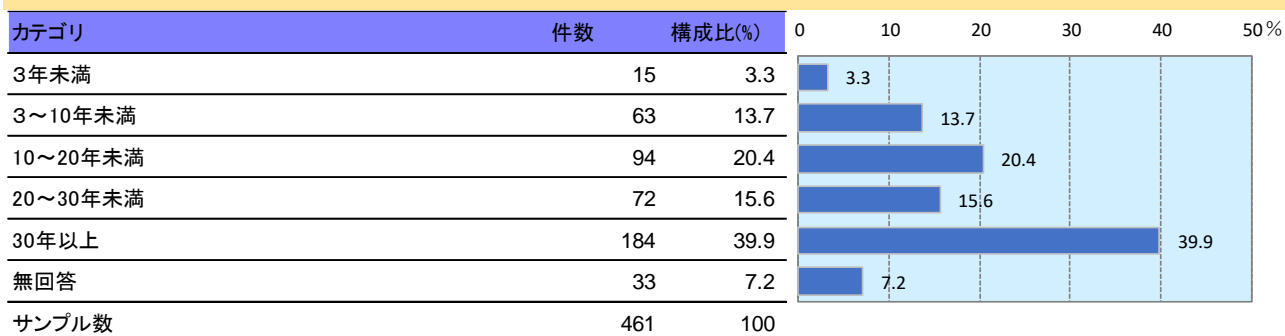 カテゴリ 件数 構成比(%) 0 10 20 30 40 50%
3年未満 15 3.3 3.3
3～10年未満 63 13.7 13.7
10～20年未満 94 20.4 20.4
20～30年未満 72 15.6 15.6
30年以上 184 39.9 39.9
無回答 33 7.2 7.2
サンプル数 461 100